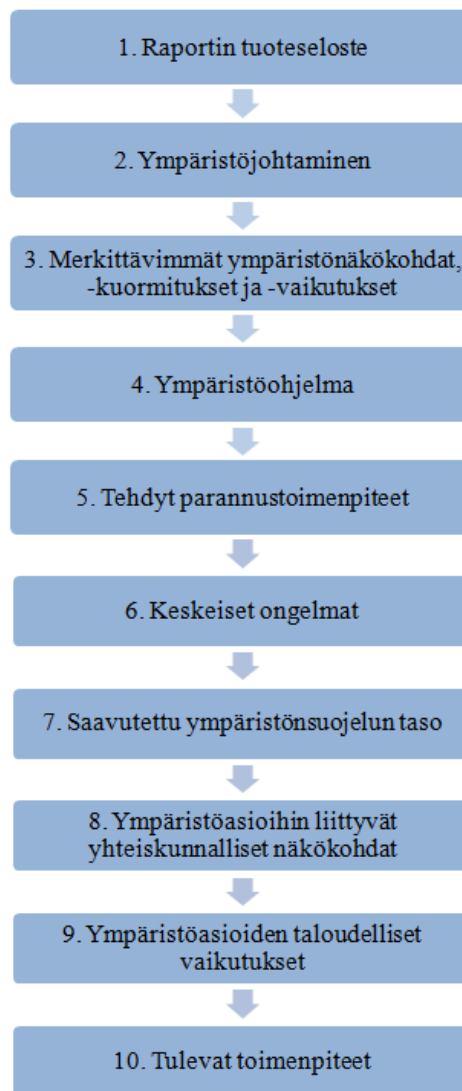 1. Raportin tuoteseloste
2. Ympäristöjohtaminen
3. Merkittävimmät ympäristönäkökohdat,
-kuormitukset ja -vaikutukset
4. Ympäristöohjelma
5. Tehdyt parannustoimenpiteet
6. Keskeiset ongelmat
7. Saavutettu ympäristönsuojelun taso
8. Ympäristöasioihin liittyvät
yhteiskunnalliset näkökohdat
9. Ympäristöasioiden taloudelliset
vaikutukset
10. Tulevat toimenpiteet